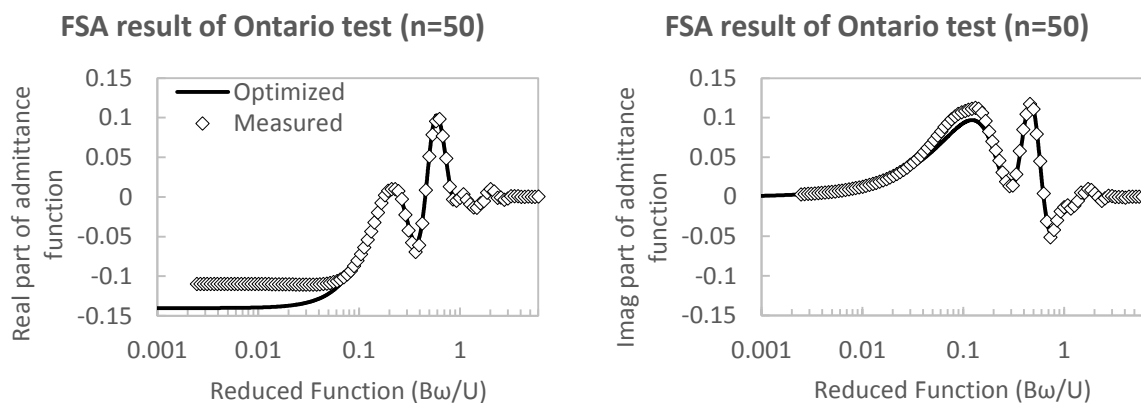 FSA result of Ontario test (n=50)
0.15
0.1
0.05
0
-0.05
-0.1
-0.15
0.001
0.01
0.1
1
Real part of admittance
function
Reduced Function (Bω/U)
Optimized
Measured
FSA result of Ontario test (n=50)
0.15
0.1
0.05
0
-0.05
-0.1
-0.15
0.001
0.01
0.1
1
Imag part of admittance
function
Reduced Function (Bω/U)